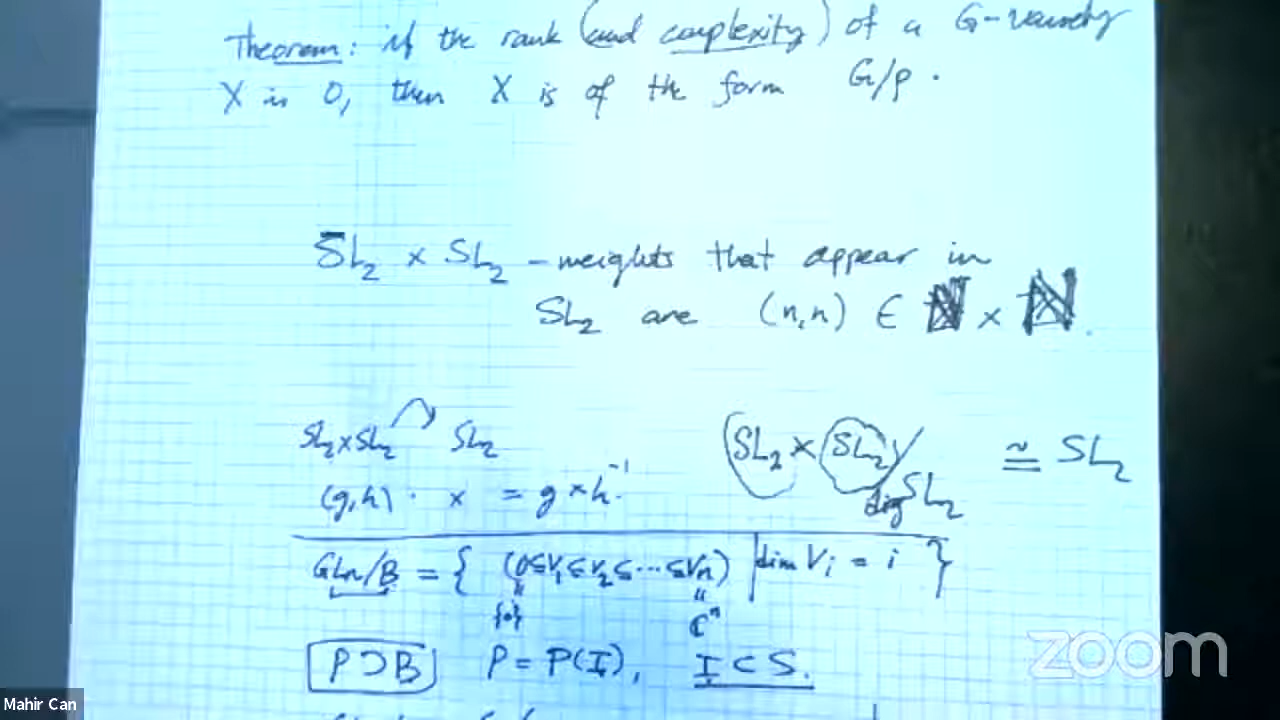 Theorem: if the rank (and complexity) of a G-variety
X is 0, then X is of the form G/P.
SL₂ × SL₂ - weights that appear in
SL₂ are (n,n) ∈ ℕ × ℕ.
SL₂×SL₂ ↷ SL₂
(g,h) · x = g x h⁻¹
(SL₂ × SL₂)/diag SL₂ ≅ SL₂
GLn/B = { (0⊆V₁⊆V₂⊆···⊆Vn) | dim Vᵢ = i }
" "
{0} ℂⁿ
P⊃B P = P(I), I ⊂ S.
zoom
Mahir Can